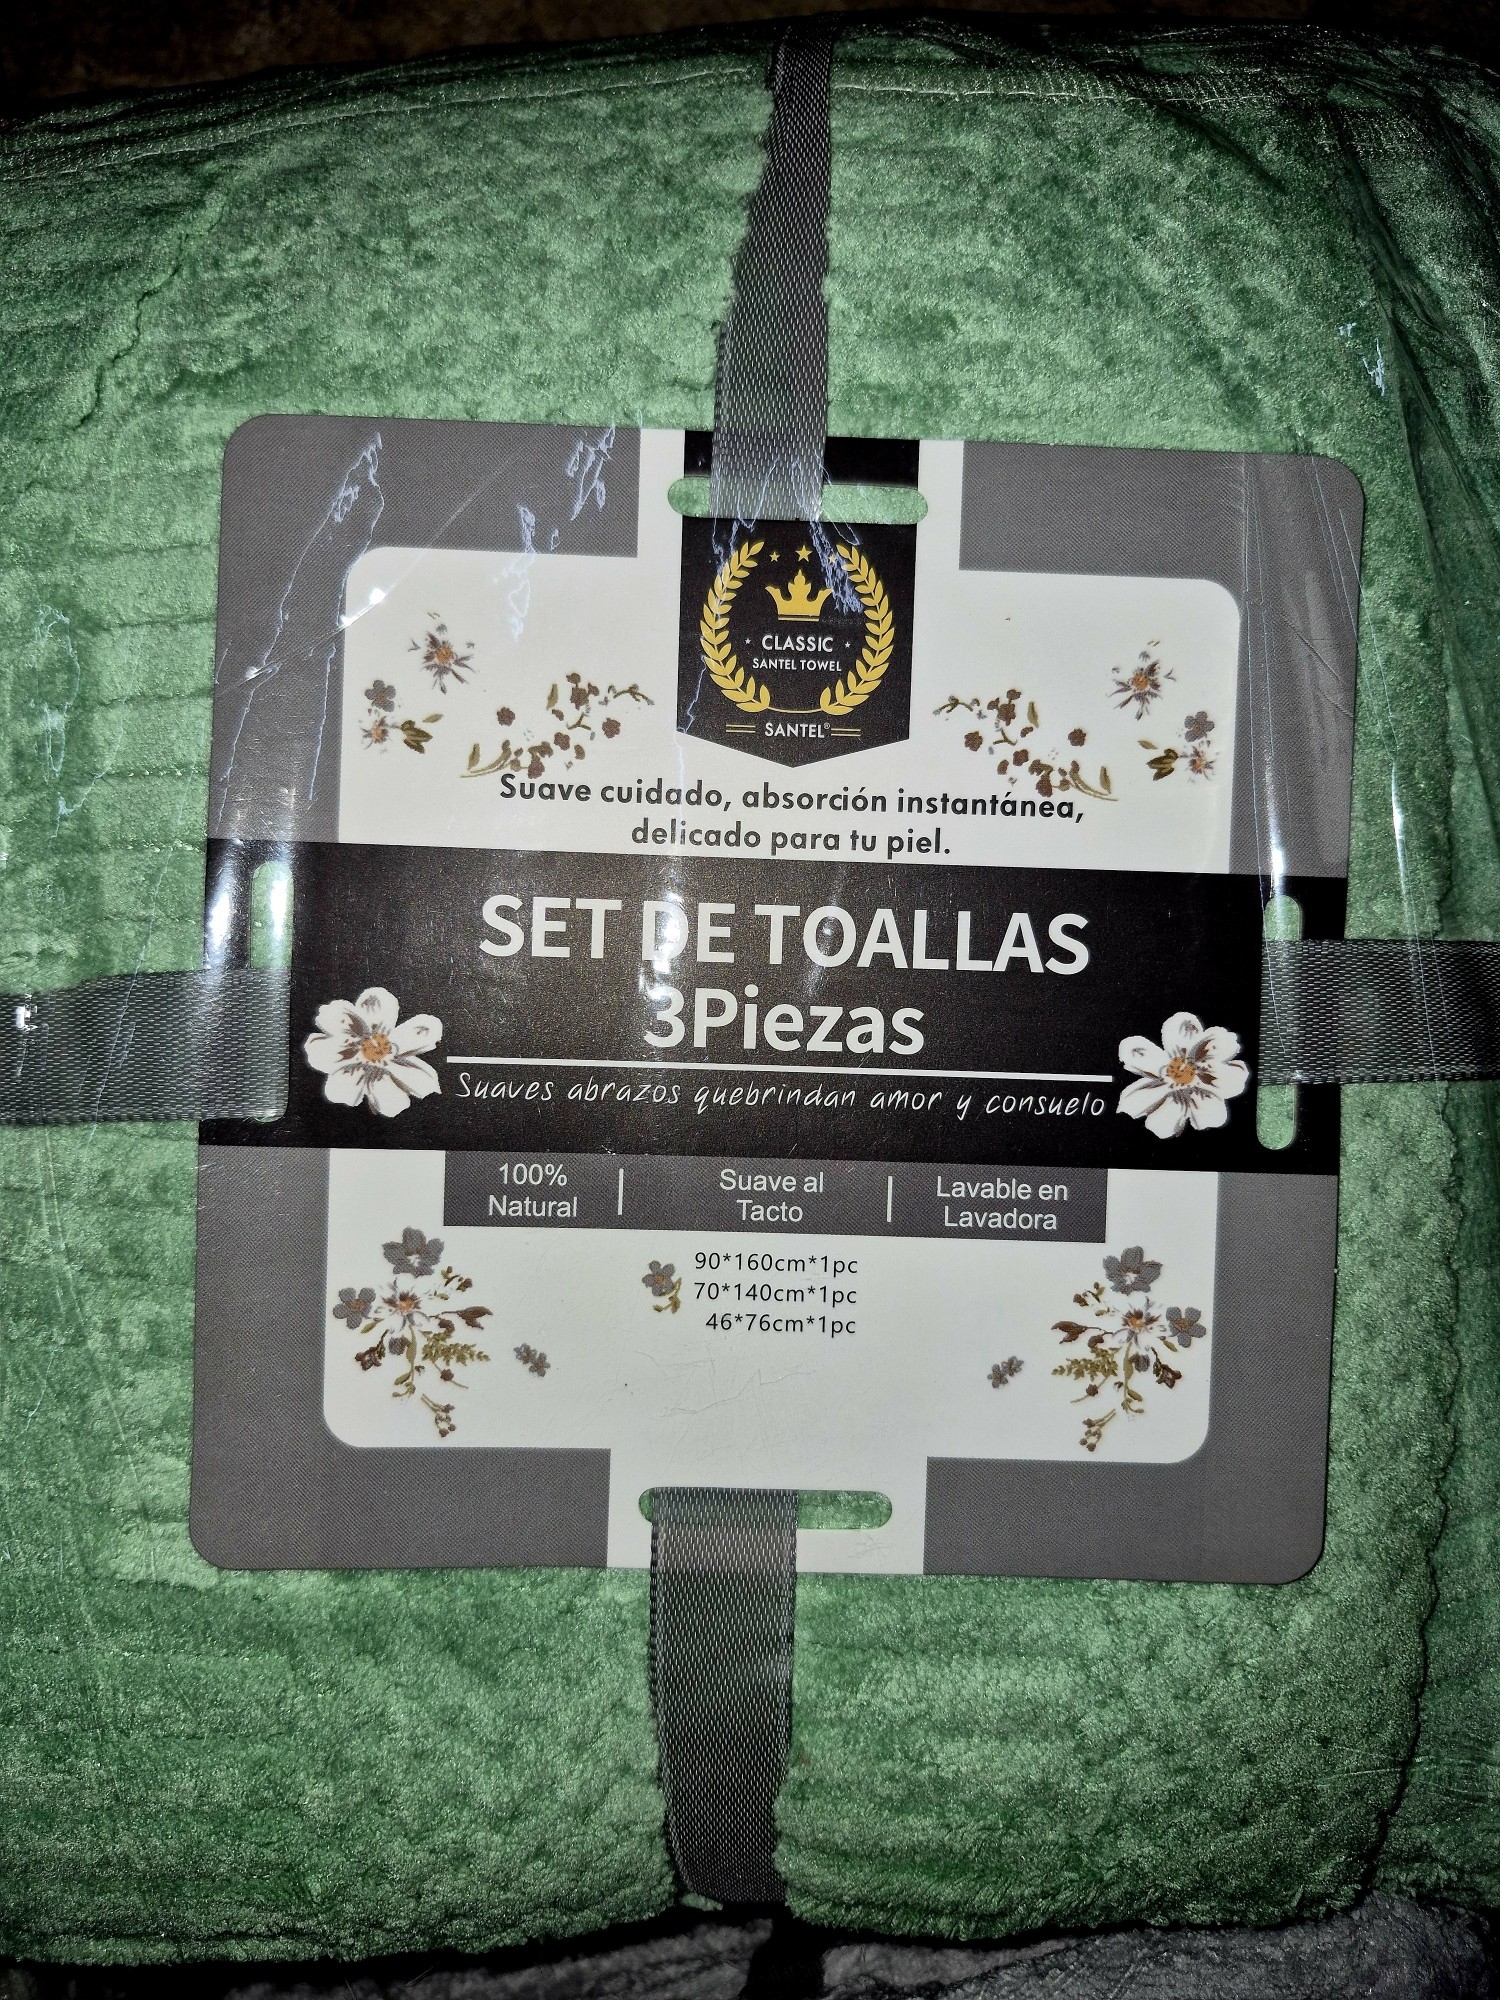 CLASSIC
SANTEL TOWEL
SANTEL®
Suave cuidado, absorción instantánea,
delicado para tu piel.
SET DE TOALLAS
3Piezas
Suaves abrazos quebrindan amor y consuelo
100%
Natural
Suave al
Tacto
Lavable en
Lavadora
90*160cm*1pc
70*140cm*1pc
46*76cm*1pc